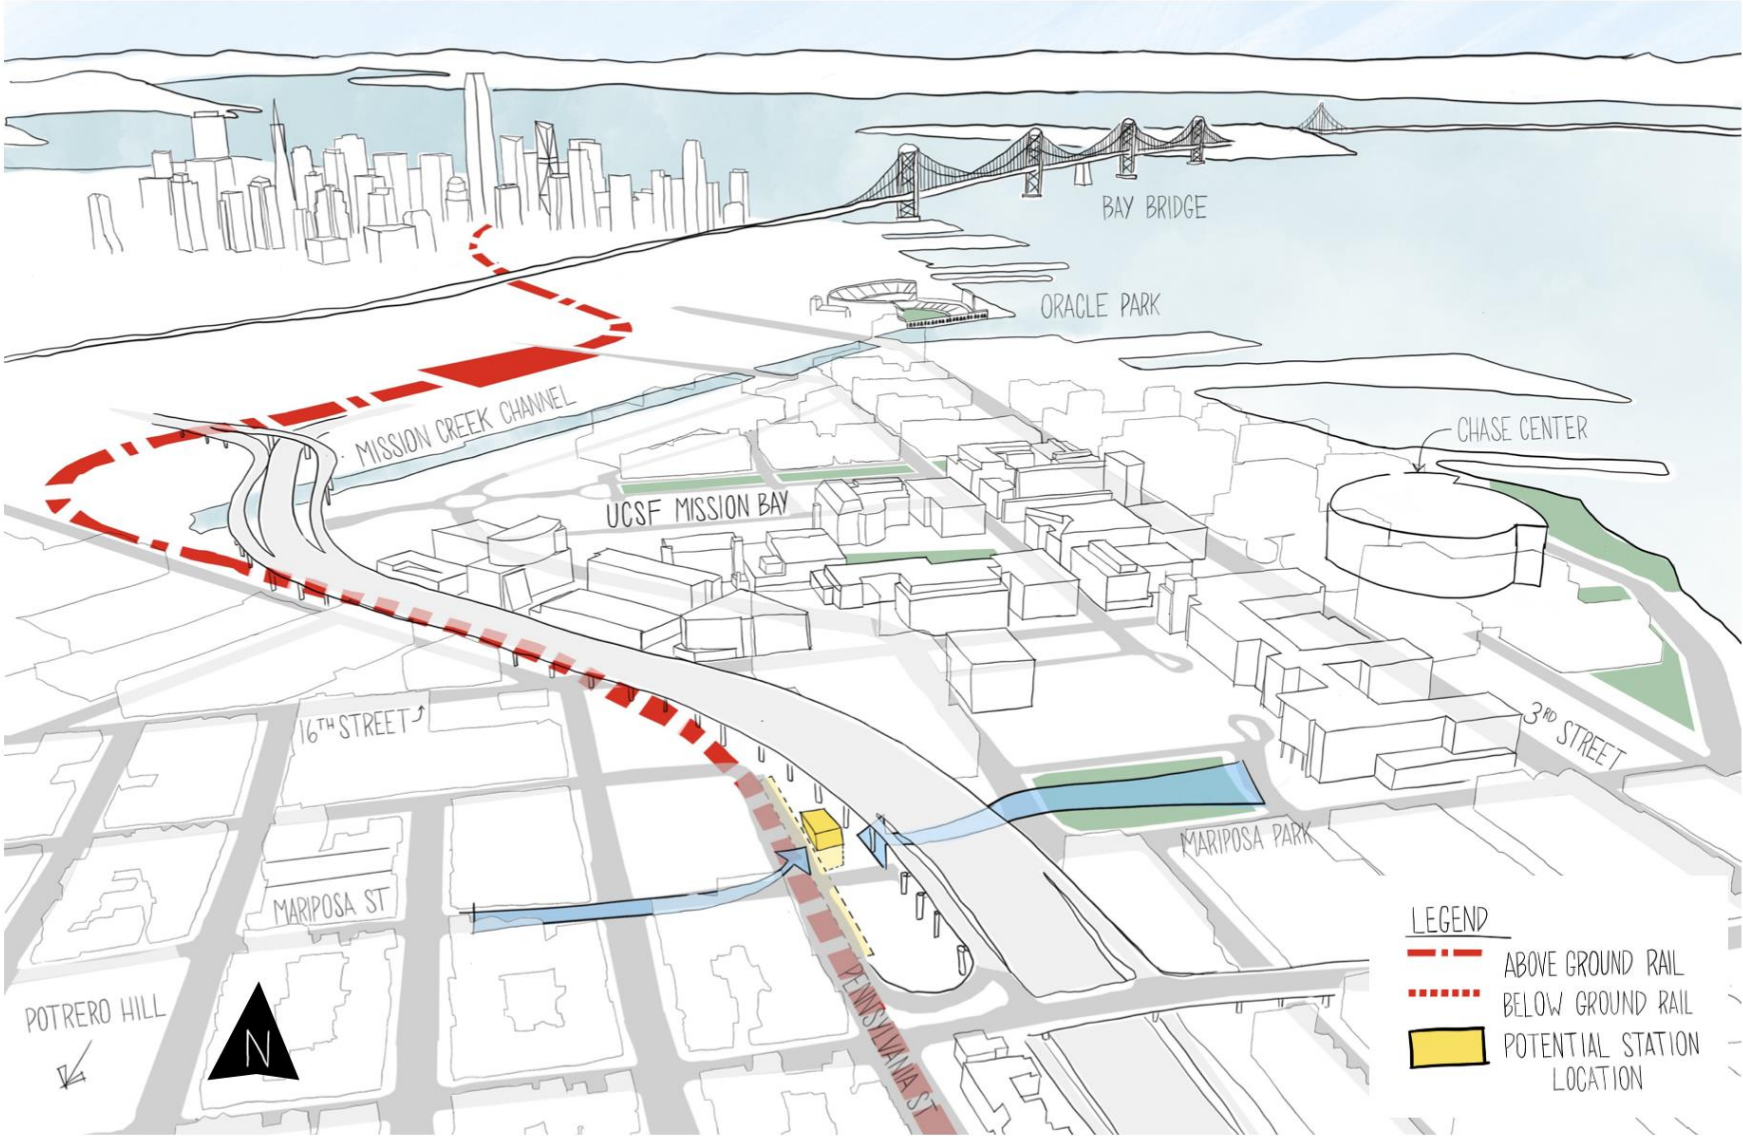 BAY BRIDGE
ORACLE PARK
MISSION CREEK CHANNEL
CHASE CENTER
UCSF MISSION BAY
16TH STREET
3RD STREET
MARIPOSA PARK
MARIPOSA ST
PENNSYLVANIA ST
POTRERO HILL
N
LEGEND
ABOVE GROUND RAIL
BELOW GROUND RAIL
POTENTIAL STATION
LOCATION